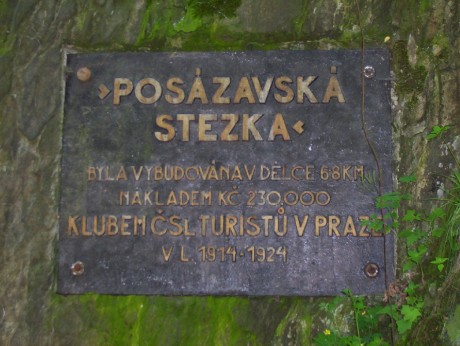 ›POSÁZAVSKÁ
STEZKA‹
BYLA VYBUDOVÁNA V DÉLCE 68 KM
NÁKLADEM KČ 230.000
KLUBEM ČSL TURISTŮ V PRAZE
V L. 1914-1924